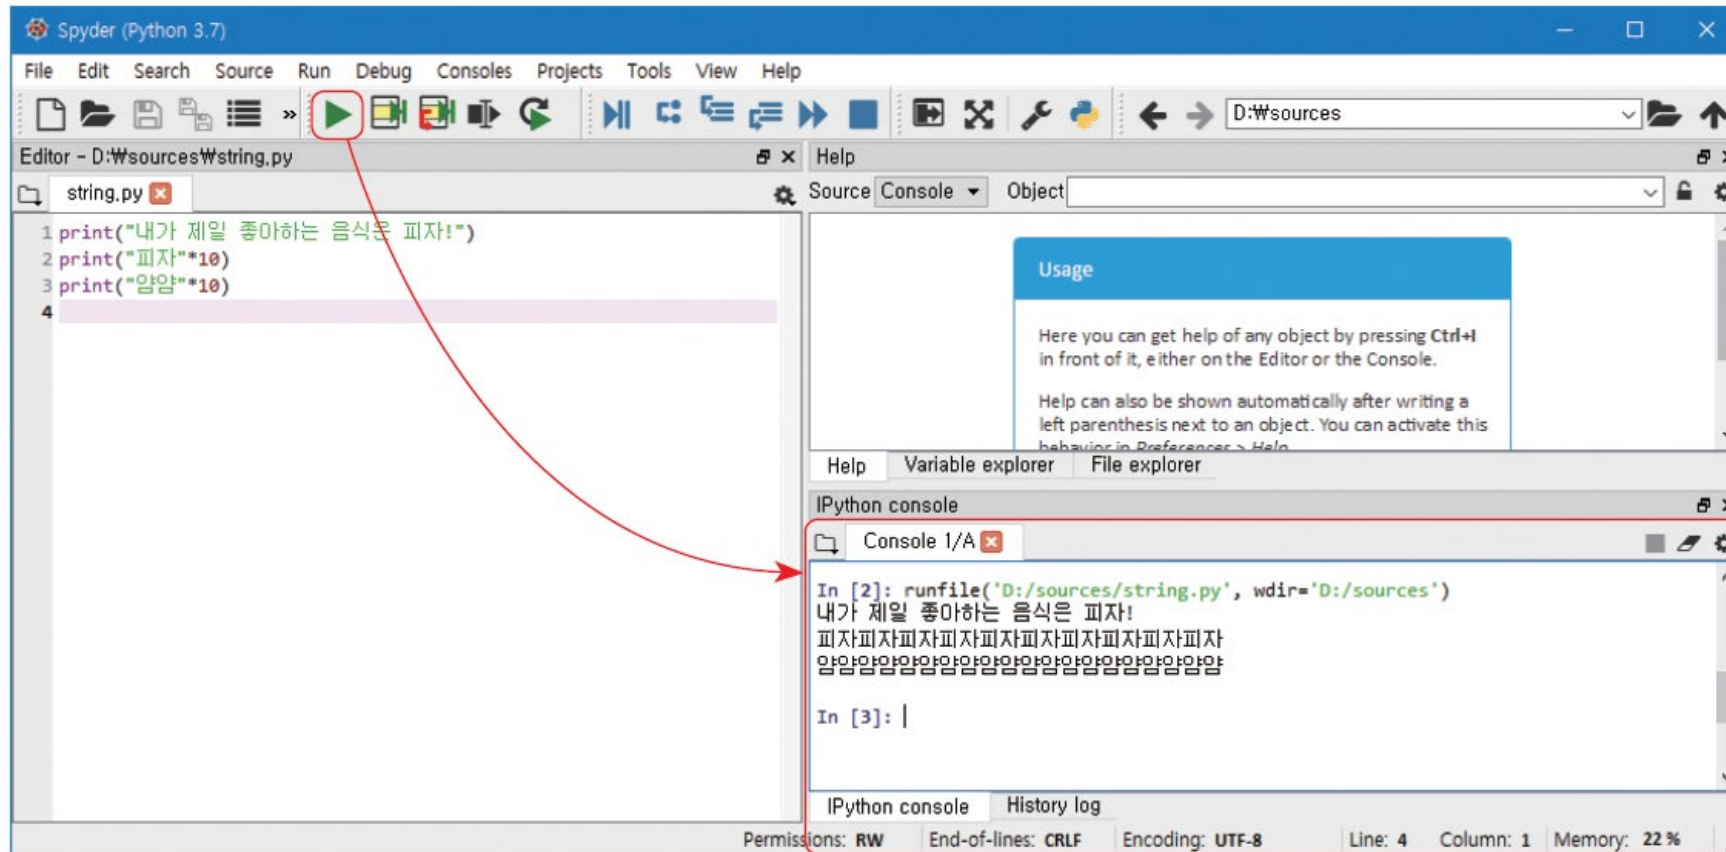 Spyder (Python 3.7)
File Edit Search Source Run Debug Consoles Projects Tools View Help
» D:₩sources
Editor - D:₩sources₩string.py
string.py
1 print("내가 제일 좋아하는 음식은 피자!")
2 print("피자"*10)
3 print("얌얌"*10)
4
Help
Source Console Object
Usage
Here you can get help of any object by pressing Ctrl+I
in front of it, either on the Editor or the Console.
Help can also be shown automatically after writing a
left parenthesis next to an object. You can activate this
behavior in Preferences > Help
Help Variable explorer File explorer
IPython console
Console 1/A
In [2]: runfile('D:/sources/string.py', wdir='D:/sources')
내가 제일 좋아하는 음식은 피자!
피자피자피자피자피자피자피자피자피자피자
얌얌얌얌얌얌얌얌얌얌얌얌얌얌얌얌얌얌얌얌
In [3]:
IPython console History log
Permissions: RW End-of-lines: CRLF Encoding: UTF-8 Line: 4 Column: 1 Memory: 22 %